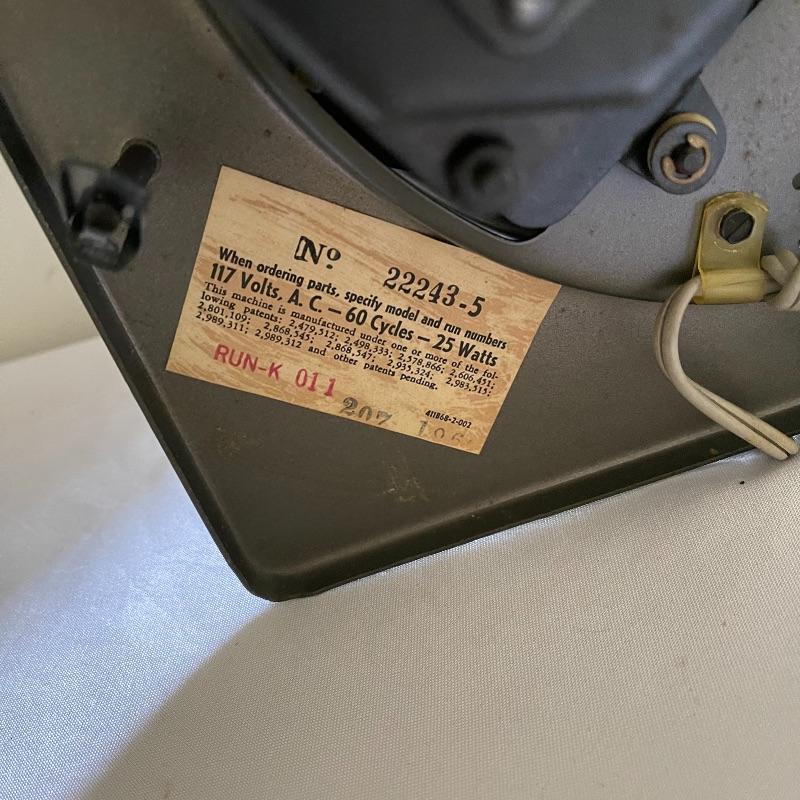 Nº 22243-5
When ordering parts, specify model and run numbers
117 Volts, A. C. — 60 Cycles — 25 Watts
This machine is manufactured under one or more of the fol-
lowing patents: 2,479,512; 2,498,333; 2,578,866; 2,606,451;
2,801,109; 2,868,545; 2,868,547; 2,935,324; 2,983,515;
2,989,311; 2,989,312 and other patents pending.
RUN-K 011
411868-2-002
207 106